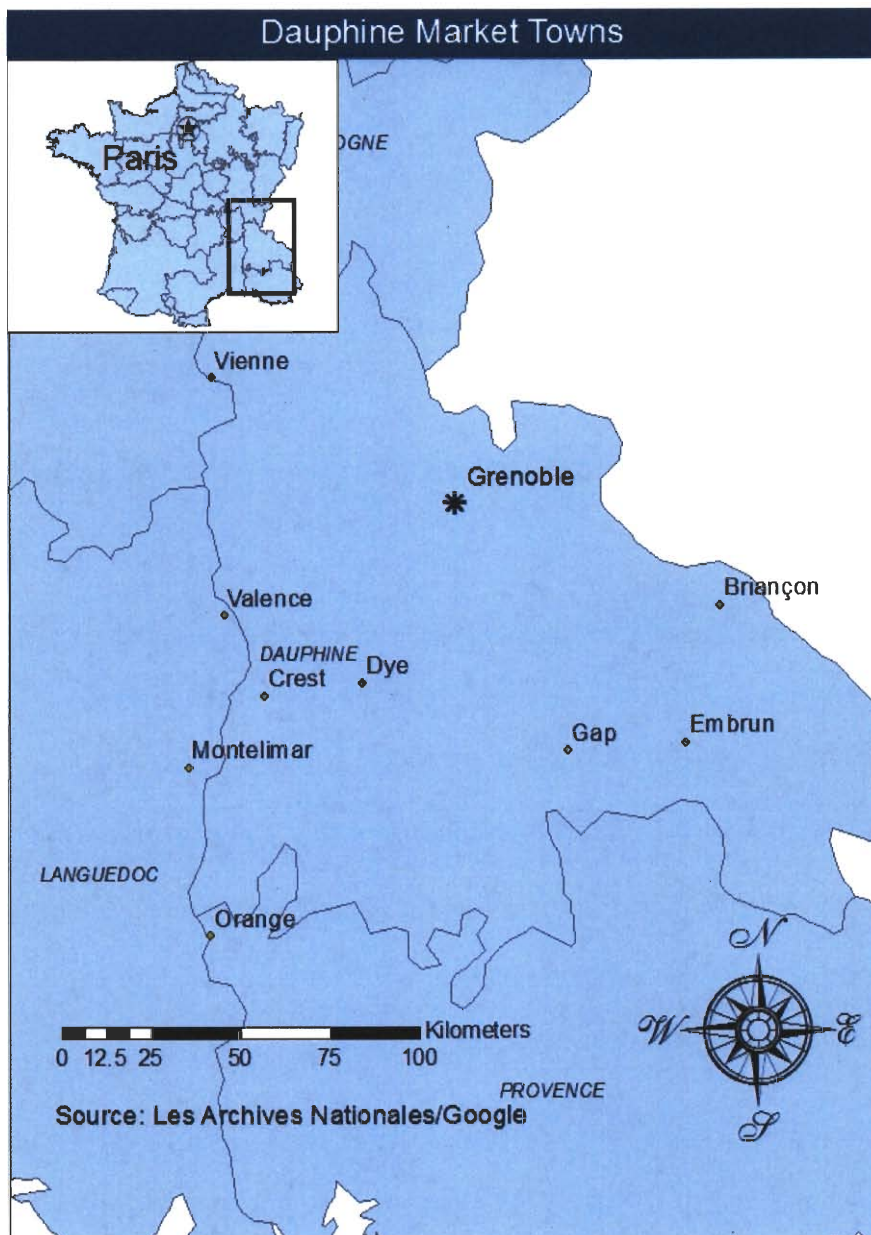 Dauphine Market Towns
OGNE
Paris
Vienne
Grenoble
Briançon
Valence
DAUPHINE
Dye
Crest
Embrun
Gap
Montelimar
LANGUEDOC
Orange
N
W
E
S
Kilometers
0 12.5 25 50 75 100
PROVENCE
Source: Les Archives Nationales/Google